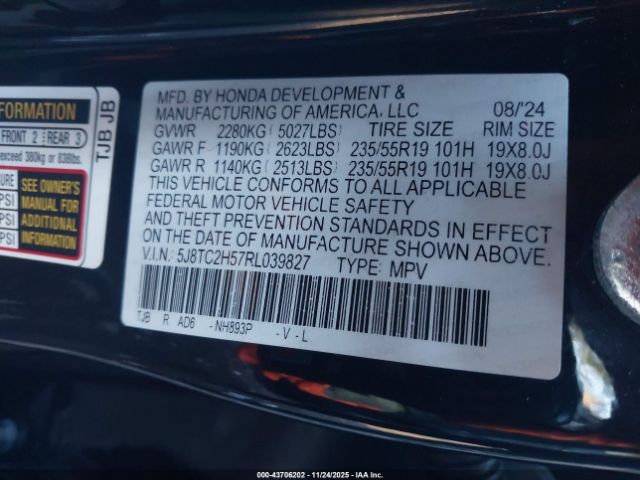 FORMATION
FRONT 2 REAR 3
exceed 380kg or 838lbs.
URE
PSI
PSI
PSI
SEE OWNER'S
MANUAL FOR
ADDITIONAL
INFORMATION
TJB JB
MFD. BY HONDA DEVELOPMENT &
MANUFACTURING OF AMERICA, LLC 08/'24
GVWR 2280KG (5027LBS) TIRE SIZE RIM SIZE
GAWR F 1190KG (2623LBS) 235/55R19 101H 19X8.0J
GAWR R 1140KG (2513LBS) 235/55R19 101H 19X8.0J
THIS VEHICLE CONFORMS TO ALL APPLICABLE
FEDERAL MOTOR VEHICLE SAFETY
AND THEFT PREVENTION STANDARDS IN EFFECT
ON THE DATE OF MANUFACTURE SHOWN ABOVE.
V.I.N.: 5J8TC2H57RL039827 TYPE: MPV
TJB R AD6 -NH893P -V-L
000-43706202 - 11/24/2025 - IAA Inc.